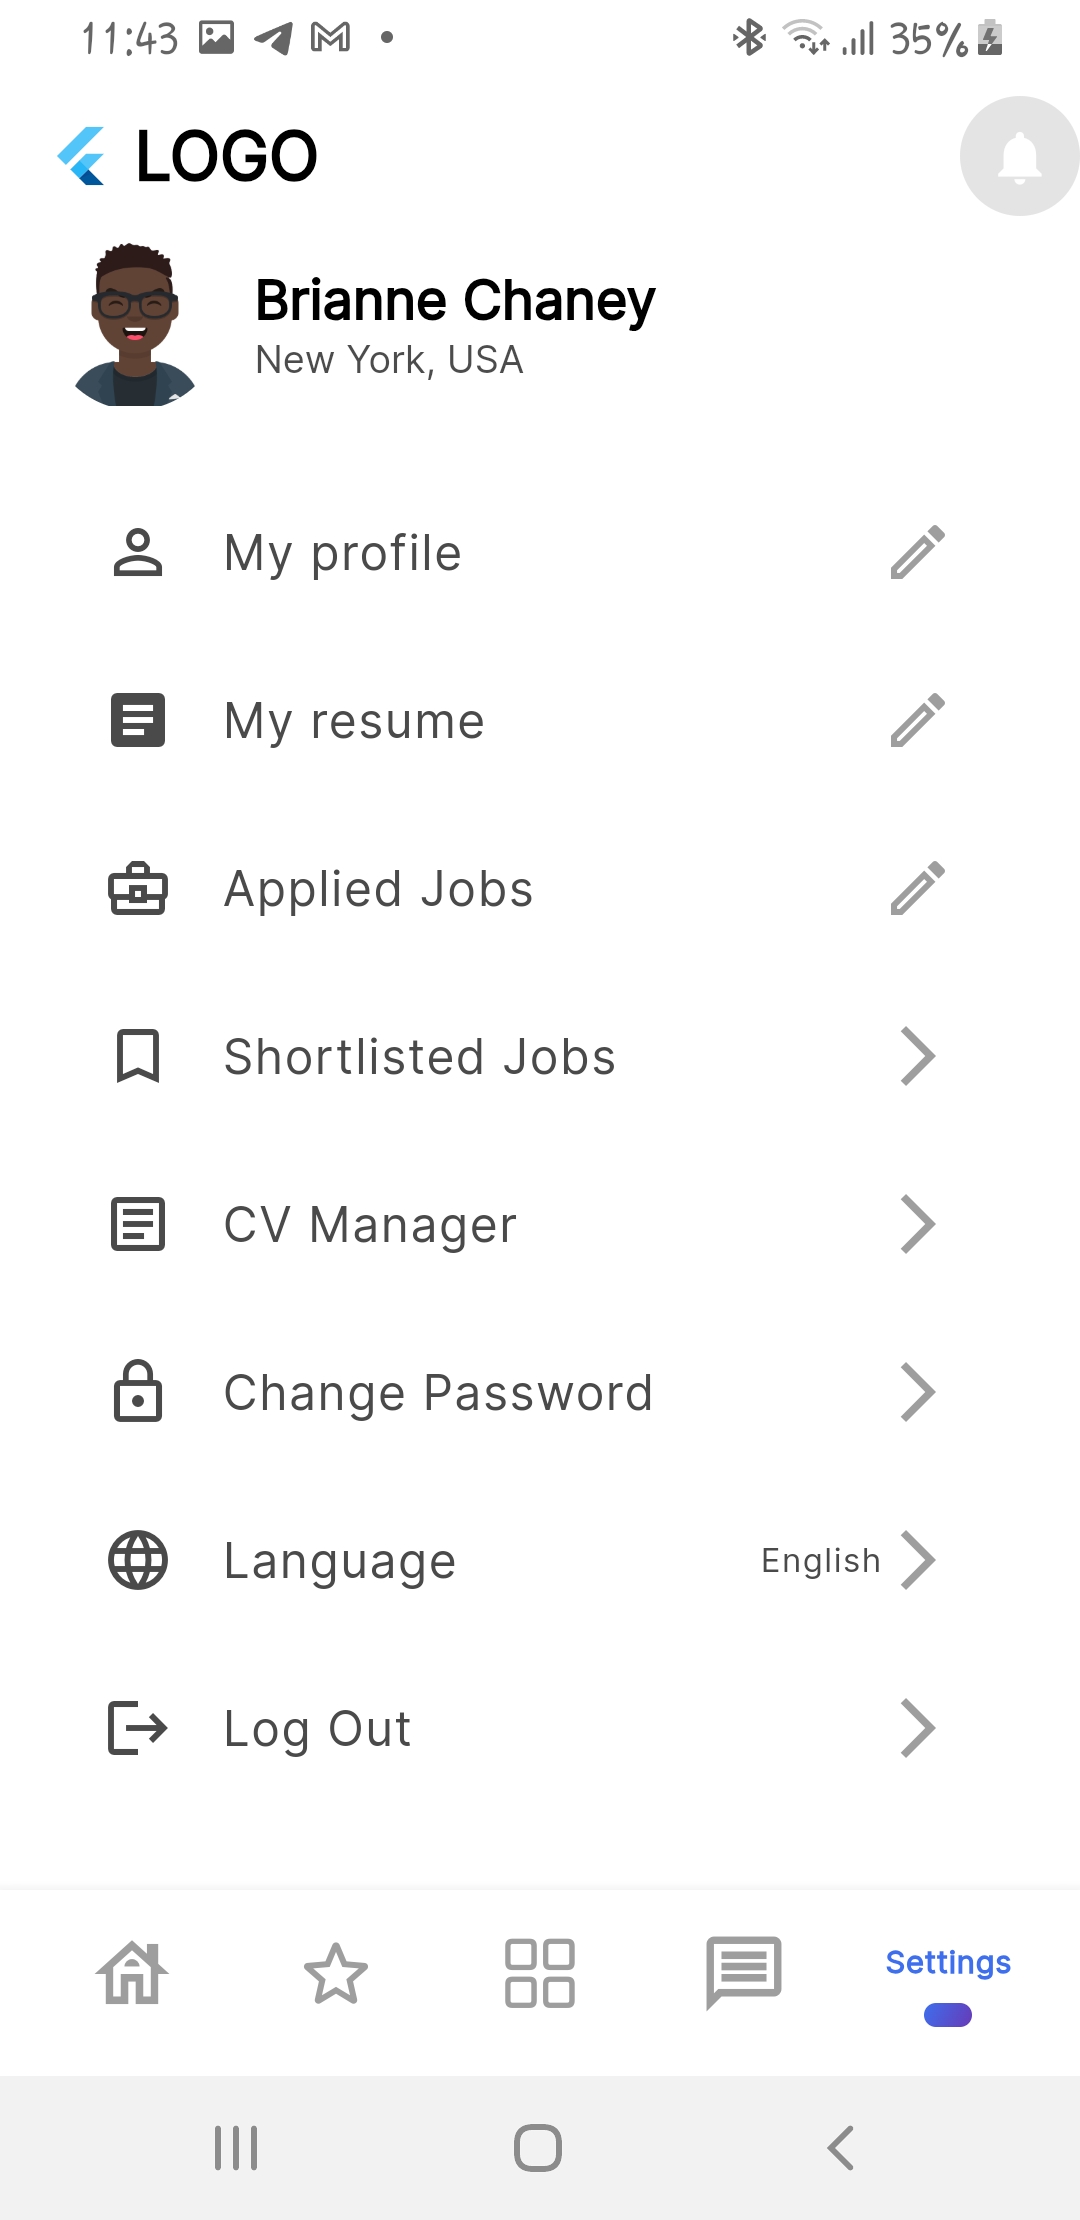 11:43 35%
LOGO
Brianne Chaney
New York, USA
My profile
My resume
Applied Jobs
Shortlisted Jobs
CV Manager
Change Password
Language English
Log Out
Settings